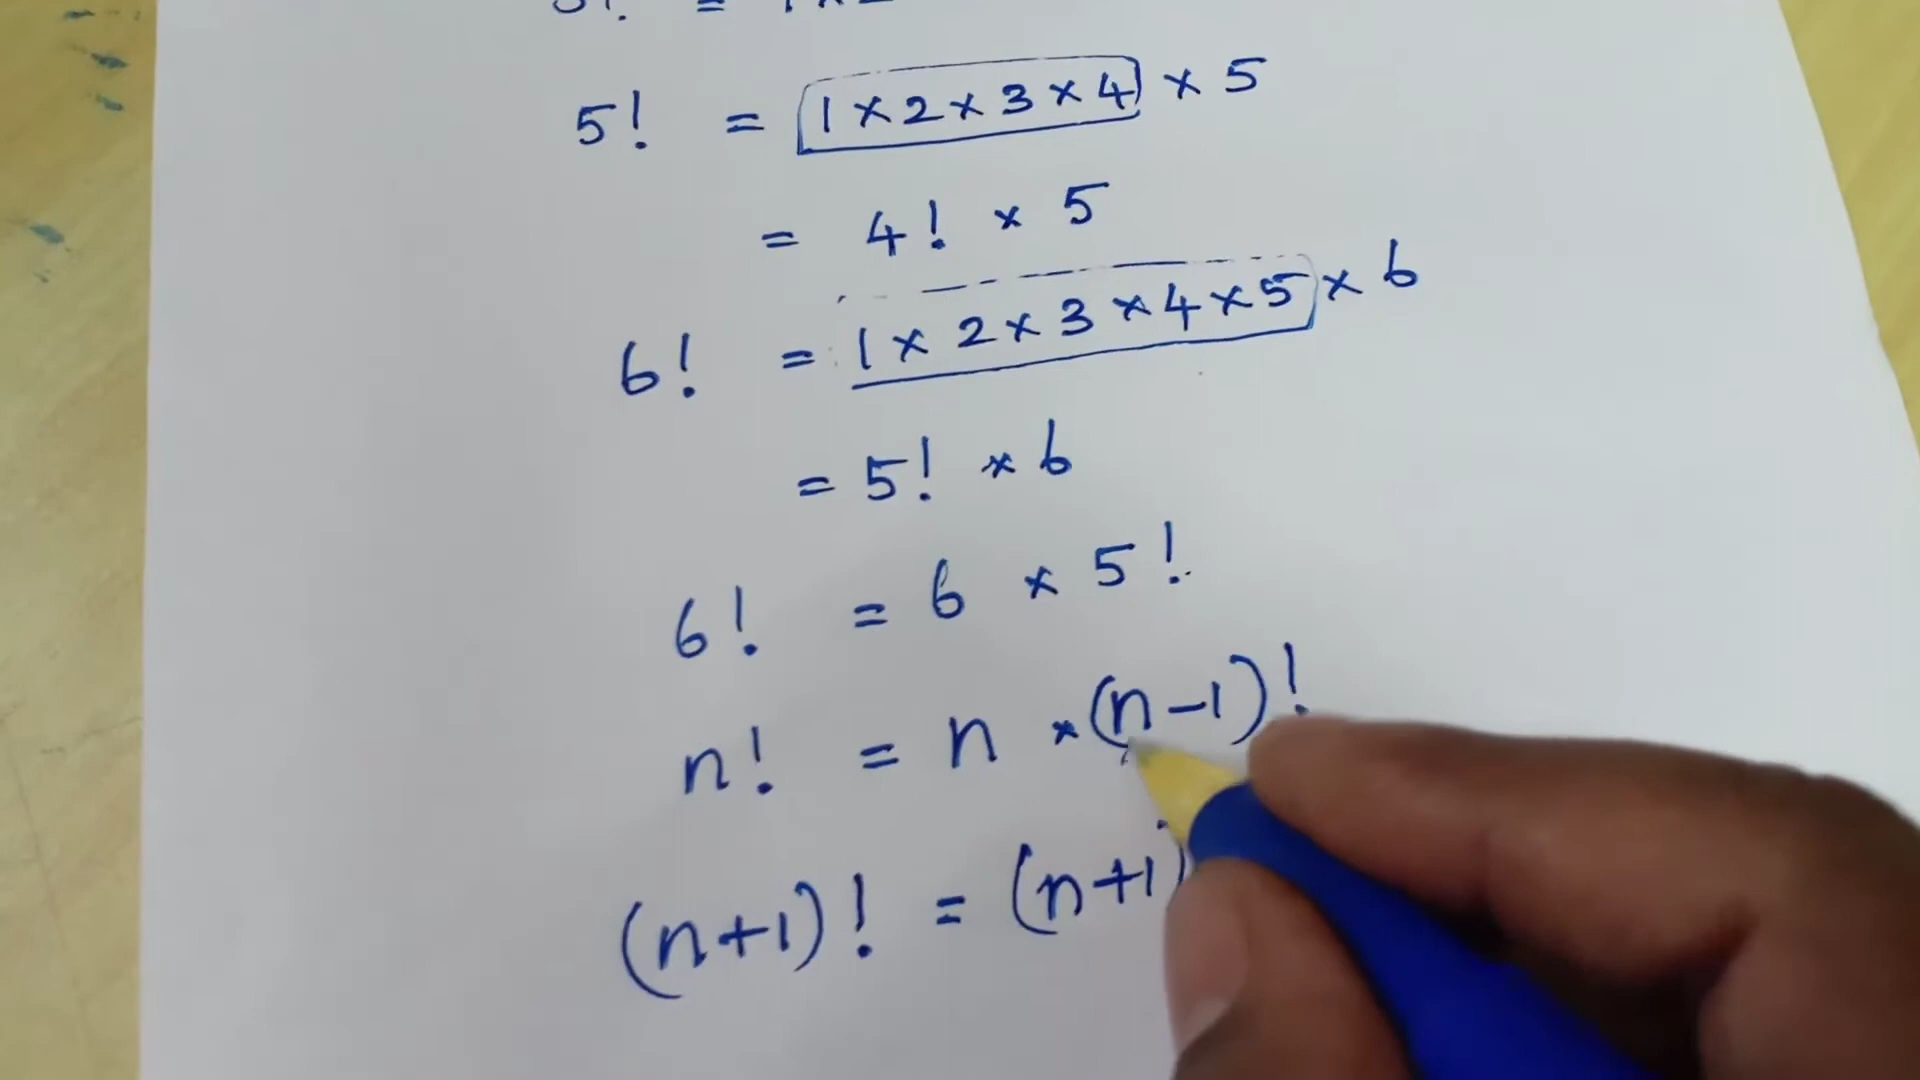 5! = 1 × 2 × 3 × 4 × 5
= 4! × 5
6! = 1 × 2 × 3 × 4 × 5 × 6
= 5! × 6
6! = 6 × 5!
n! = n × (n-1)!
(n+1)! = (n+1)